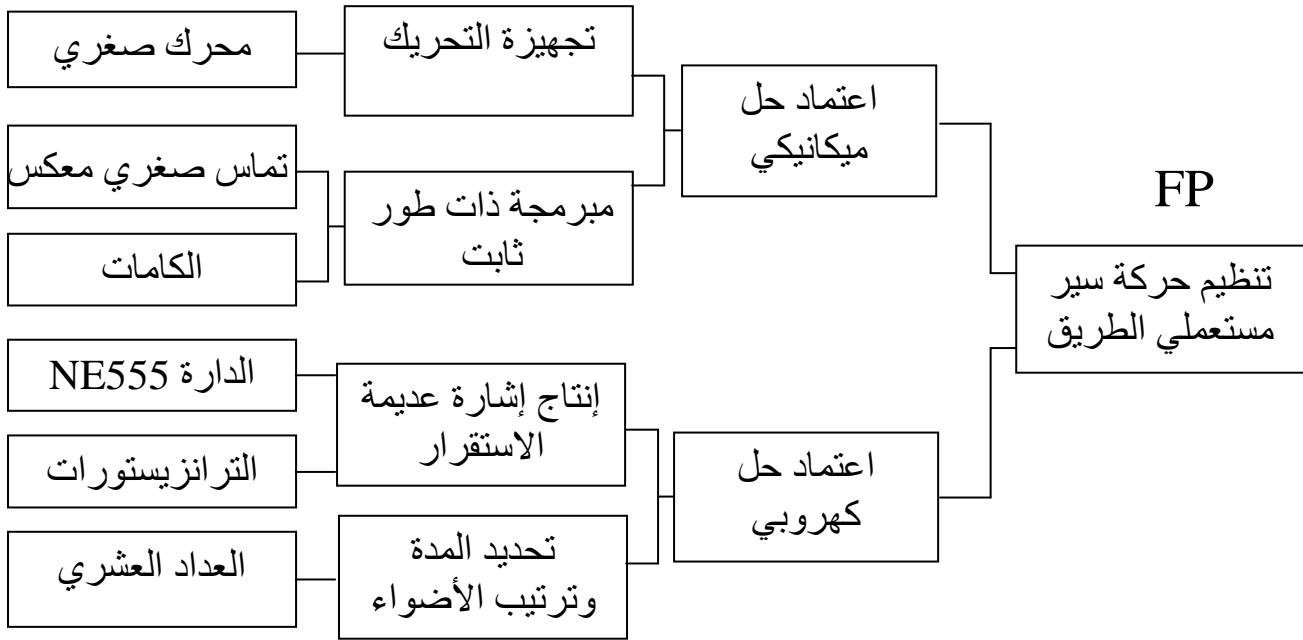 FP
تنظيم حركة سير
مستعملي الطريق
اعتماد حل
ميكانيكي
تجهيزة التحريك
محرك صغري
مبرمجة ذات طور
ثابت
تماس صغري معكس
الكامات
اعتماد حل
كهروبي
إنتاج إشارة عديمة
الاستقرار
الدارة NE555
الترانزيستورات
تحديد المدة
وترتيب الأضواء
العداد العشري